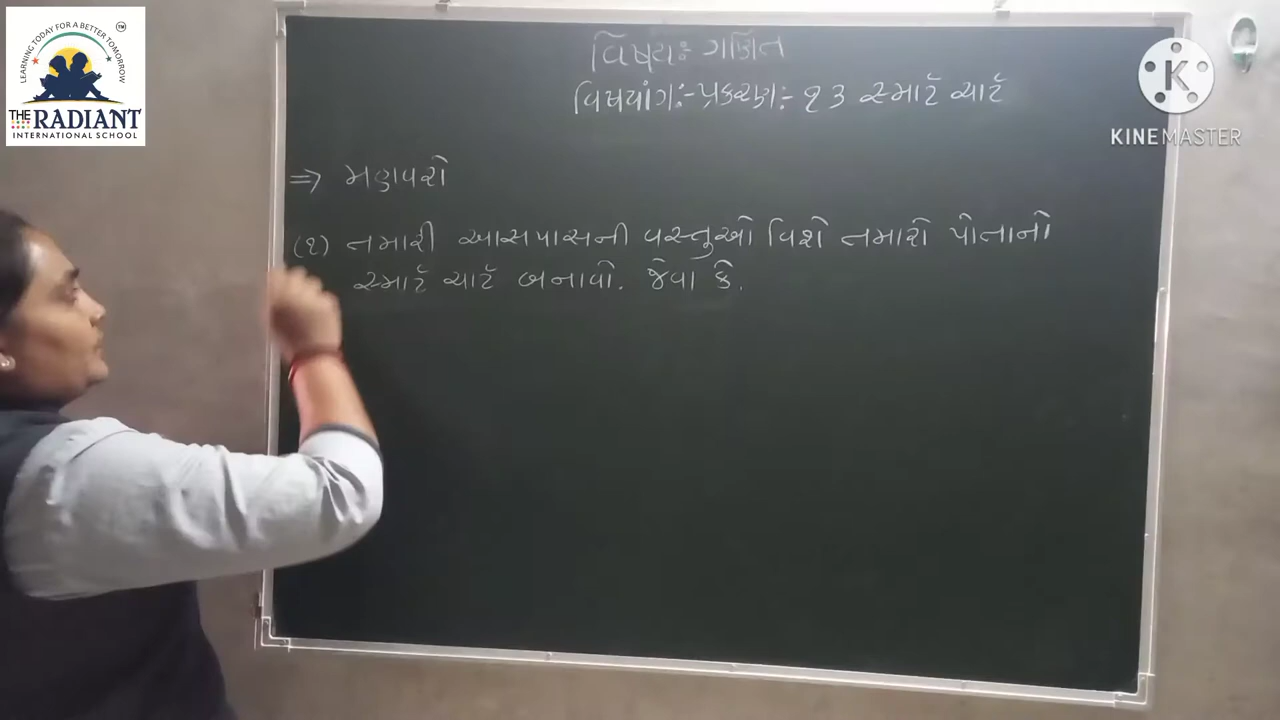 LEARNING TODAY FOR A BETTER TOMORROW
TM
THE RADIANT
INTERNATIONAL SCHOOL
K
KINEMASTER
વિષય: ગણિત
વિષયાંગ:- પ્રકરણ:- ૧૩ સ્માર્ટ ચાર્ટ
⇒ મહાવરો
(૧) તમારી આસપાસની વસ્તુઓ વિશે તમારો પોતાનો
સ્માર્ટ ચાર્ટ બનાવો. જેવા કે.